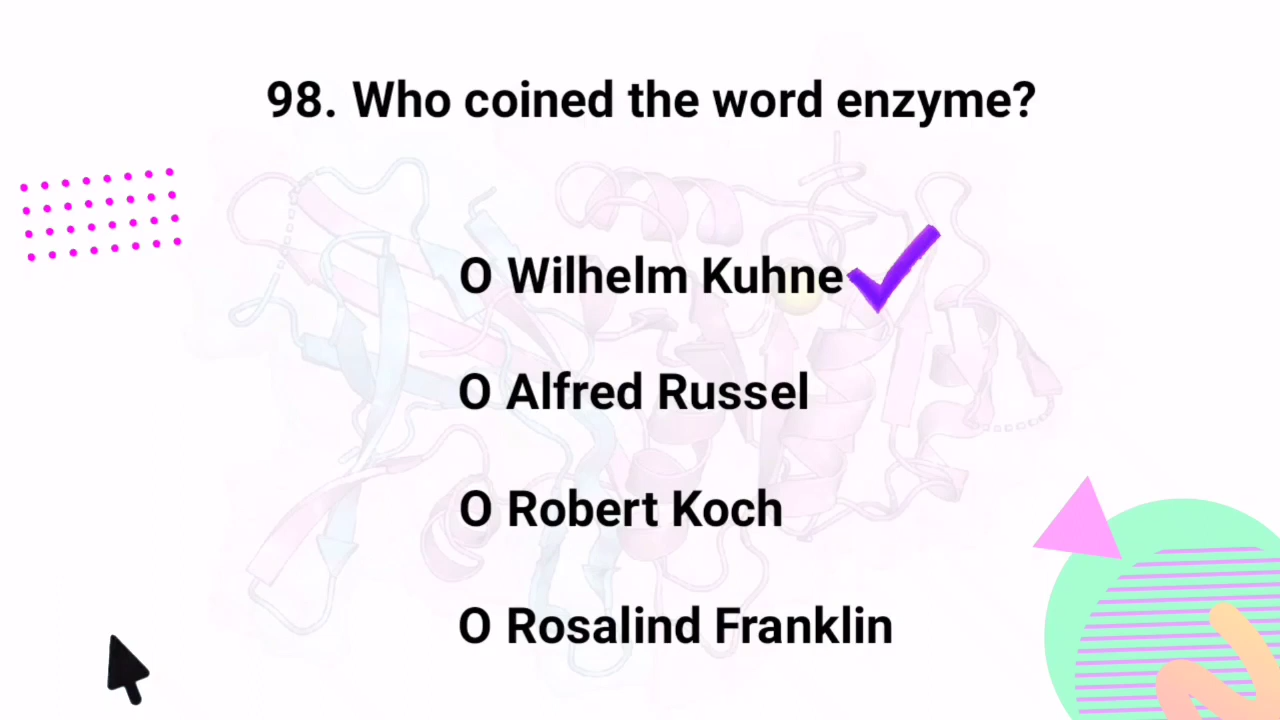 98. Who coined the word enzyme?
O Wilhelm Kuhne
O Alfred Russel
O Robert Koch
O Rosalind Franklin